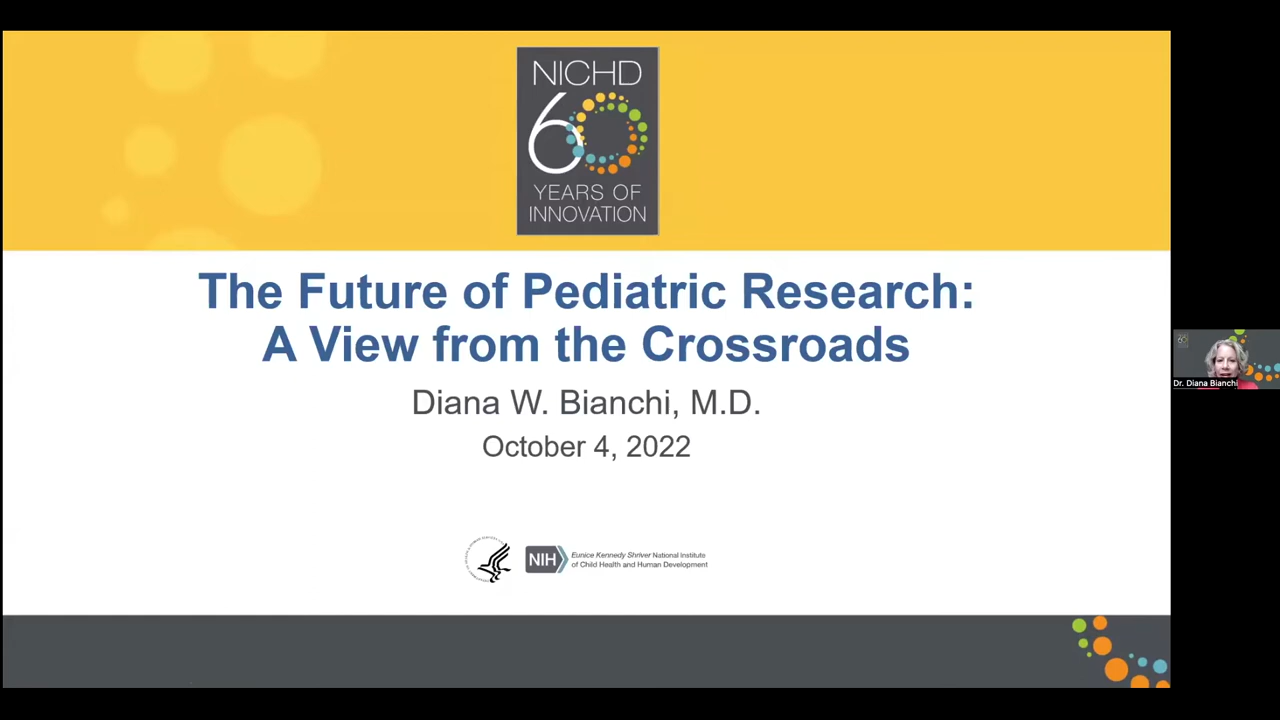 NICHD
60
YEARS OF
INNOVATION
The Future of Pediatric Research:
A View from the Crossroads
Diana W. Bianchi, M.D.
October 4, 2022
NIH
Eunice Kennedy Shriver National Institute
of Child Health and Human Development
60
Dr. Diana Bianchi